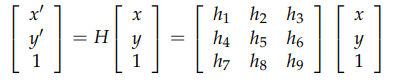 [ x′ ] = H [ x ] = [ h₁ h₂ h₃ ] [ x ]
[ y′ ] [ y ] [ h₄ h₅ h₆ ] [ y ]
[ 1 ] [ 1 ] [ h₇ h₈ h₉ ] [ 1 ]